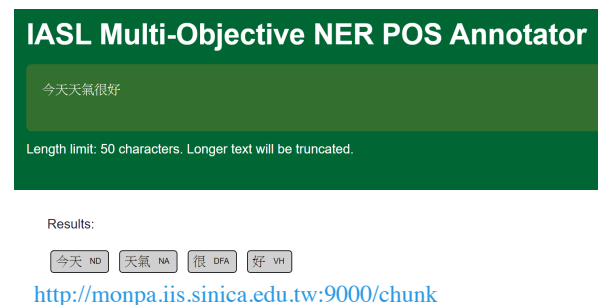 IASL Multi-Objective NER POS Annotator
今天天氣很好
Length limit: 50 characters. Longer text will be truncated.
Results:
今天 ND 天氣 NA 很 DFA 好 VH
http://monpa.iis.sinica.edu.tw:9000/chunk